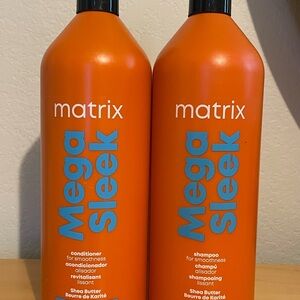 matrix
Mega
Sleek
conditioner
for smoothness
acondicionador
alisador
revitalisant
lissant
Shea Butter
Beurre de Karité
matrix
Mega
Sleek
shampoo
for smoothness
champú
alisador
shampooing
lissant
Shea Butter
Beurre de Karité